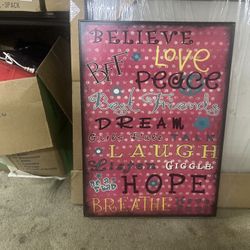 BELIEVE
Love
BFF
Peace
Best Friends
DREAM
LAUGH
GIGGLE
HOPE
BREATHE